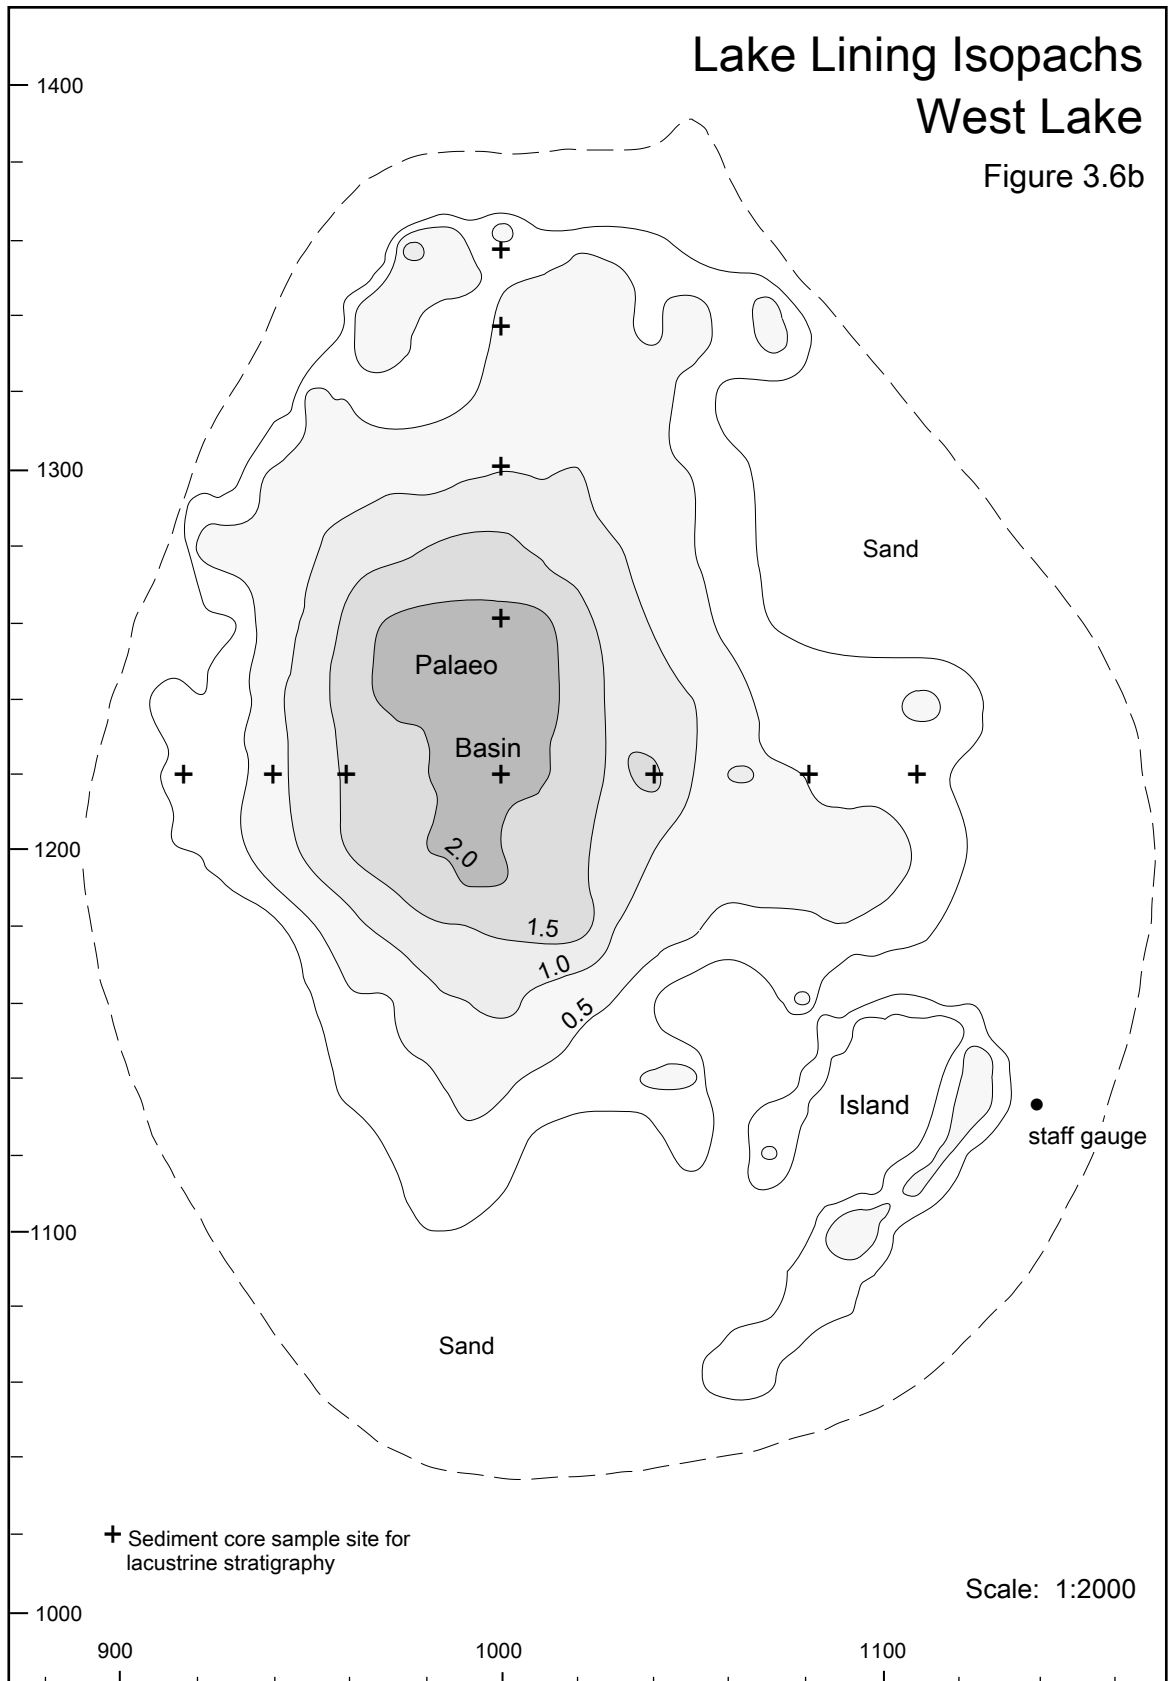 Lake Lining Isopachs
West Lake
Figure 3.6b
1400
1300
Sand
Palaeo
Basin
1200
2.0
1.5
1.0
0.5
Island
staff gauge
1100
Sand
+ Sediment core sample site for
lacustrine stratigraphy
Scale: 1:2000
1000
900 1000 1100